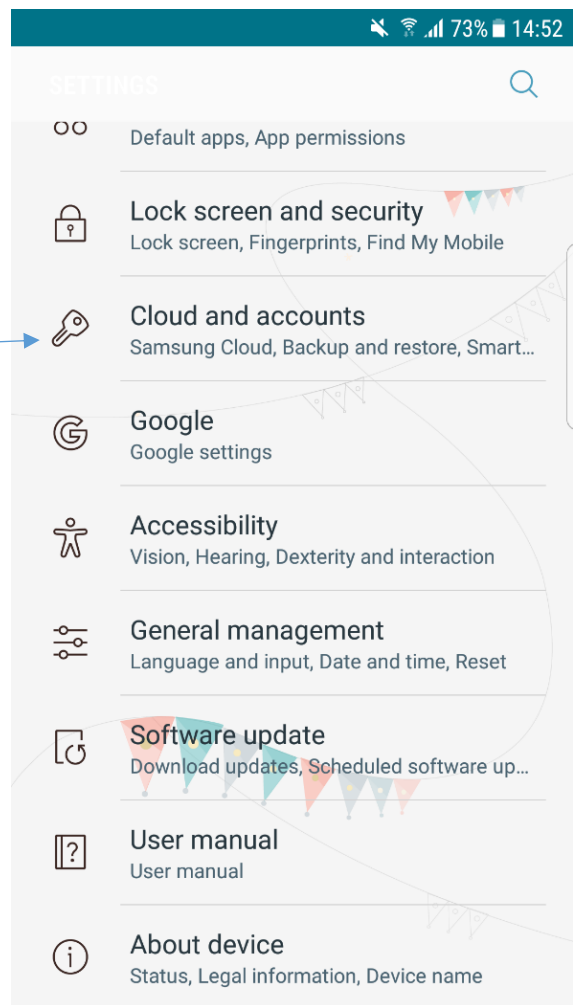 73% 14:52
SETTINGS
Default apps, App permissions
Lock screen and security
Lock screen, Fingerprints, Find My Mobile
Cloud and accounts
Samsung Cloud, Backup and restore, Smart...
Google
Google settings
Accessibility
Vision, Hearing, Dexterity and interaction
General management
Language and input, Date and time, Reset
Software update
Download updates, Scheduled software up...
User manual
User manual
About device
Status, Legal information, Device name